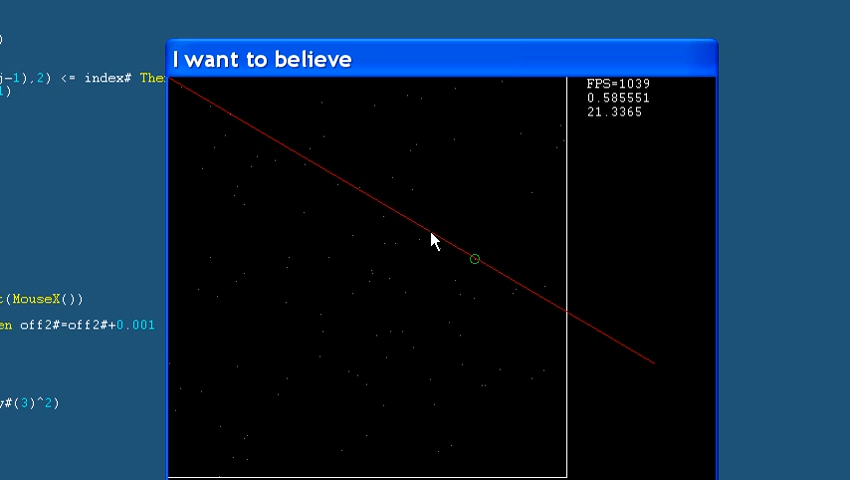 )
j-1),2) <= index# The
1)
I want to believe
FPS=1039
0.585551
21.3365
t(MouseX())
en off2#=off2#+0.001
y#(3)^2)